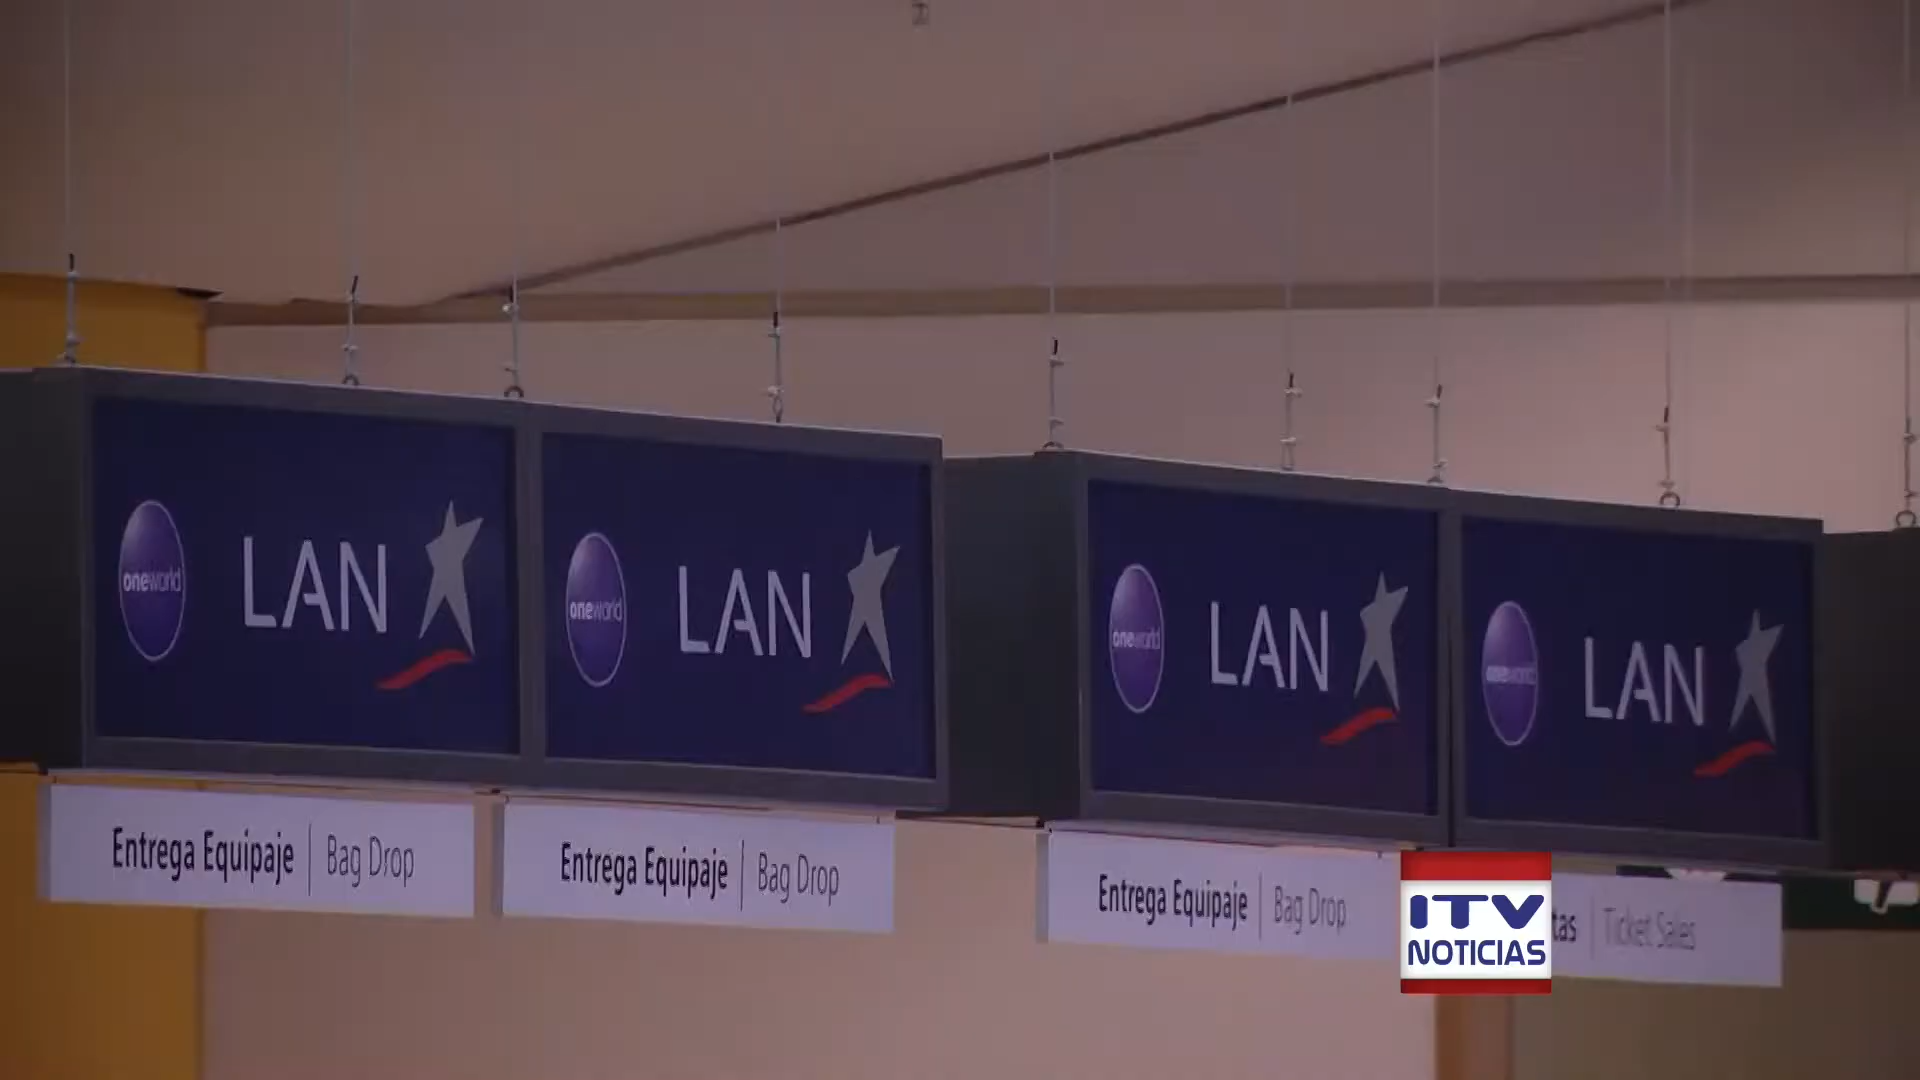 oneworld LAN
oneworld LAN
oneworld LAN
oneworld LAN
Entrega Equipaje | Bag Drop
Entrega Equipaje | Bag Drop
Entrega Equipaje | Bag Drop
tas | Ticket Sales
ITV
NOTICIAS